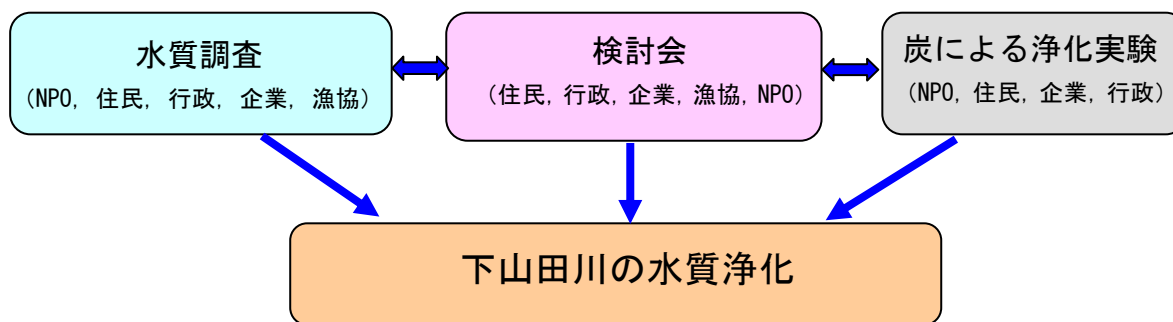 水質調査
（NPO, 住民, 行政, 企業, 漁協）
検討会
（住民, 行政, 企業, 漁協, NPO）
炭による浄化実験
（NPO, 住民, 企業, 行政）
下山田川の水質浄化